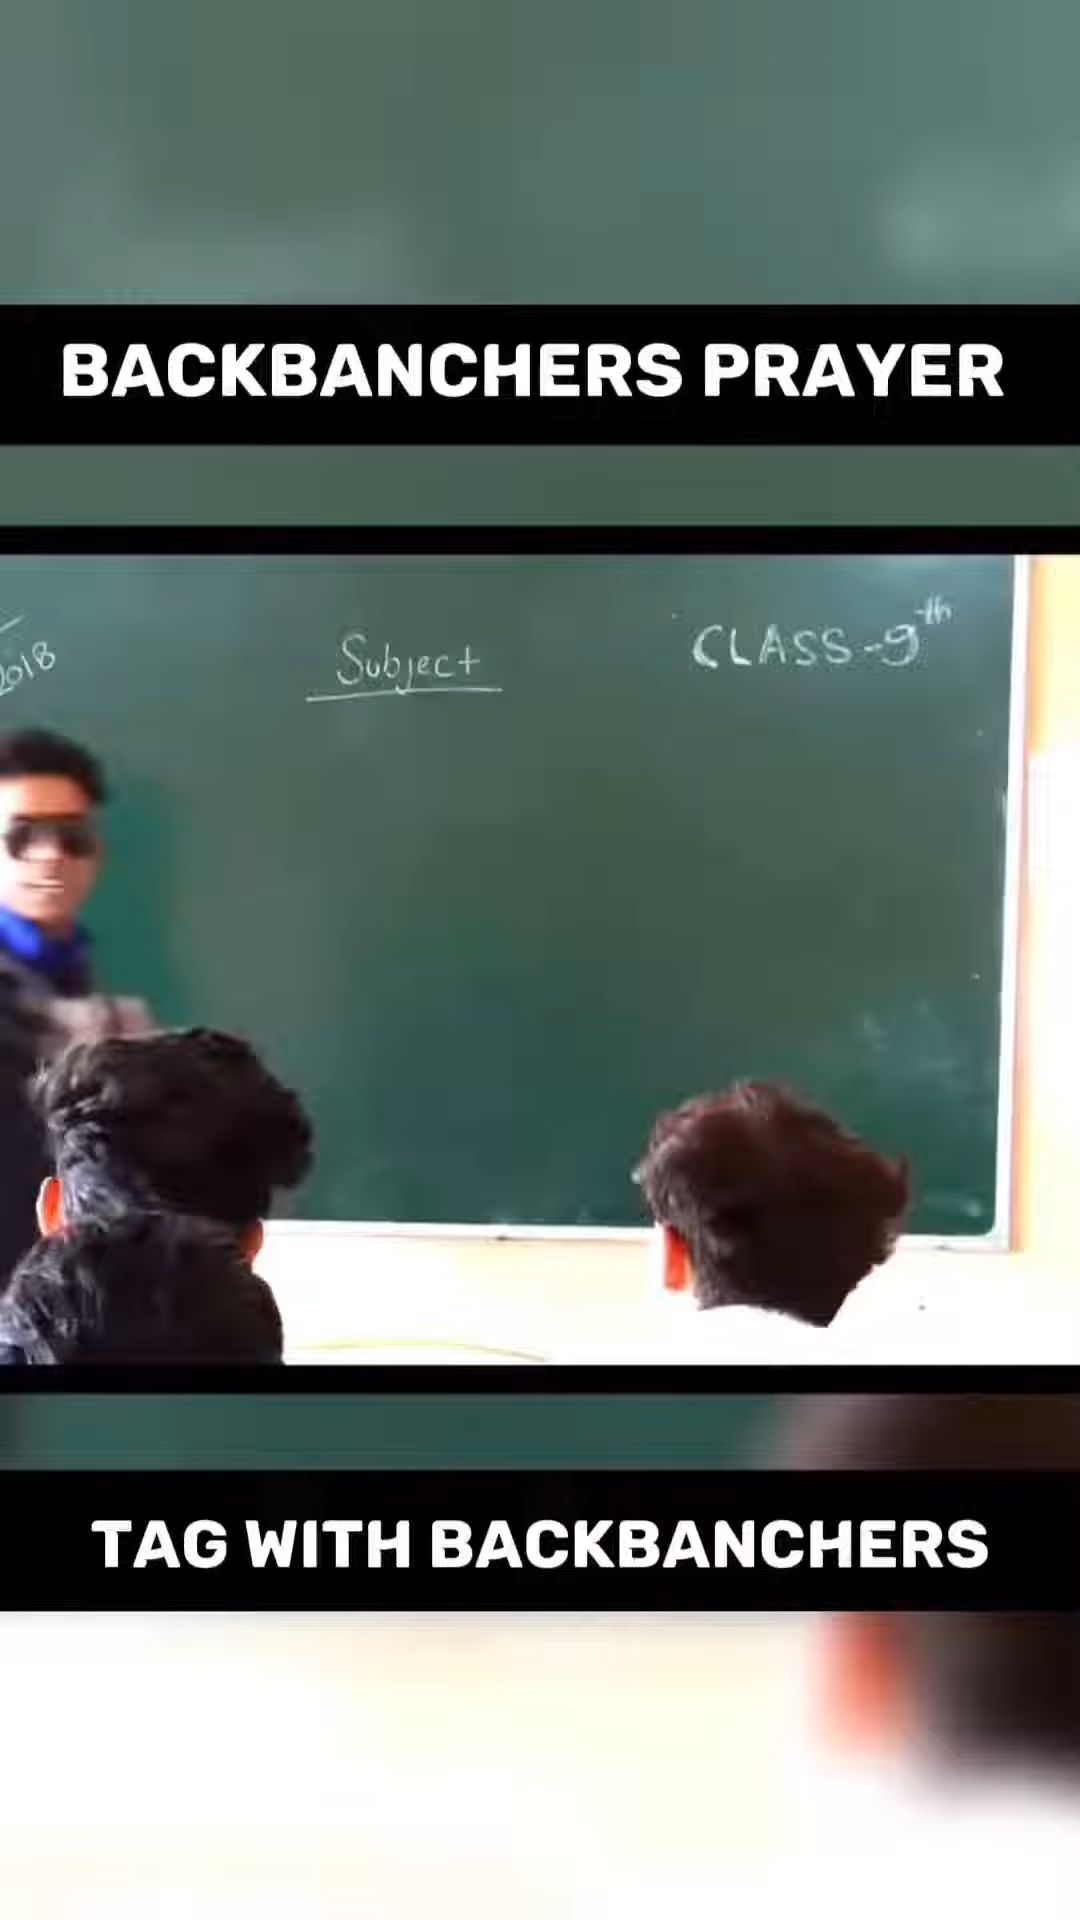 BACKBANCHERS PRAYER
2018
Subject
CLASS-9th
TAG WITH BACKBANCHERS